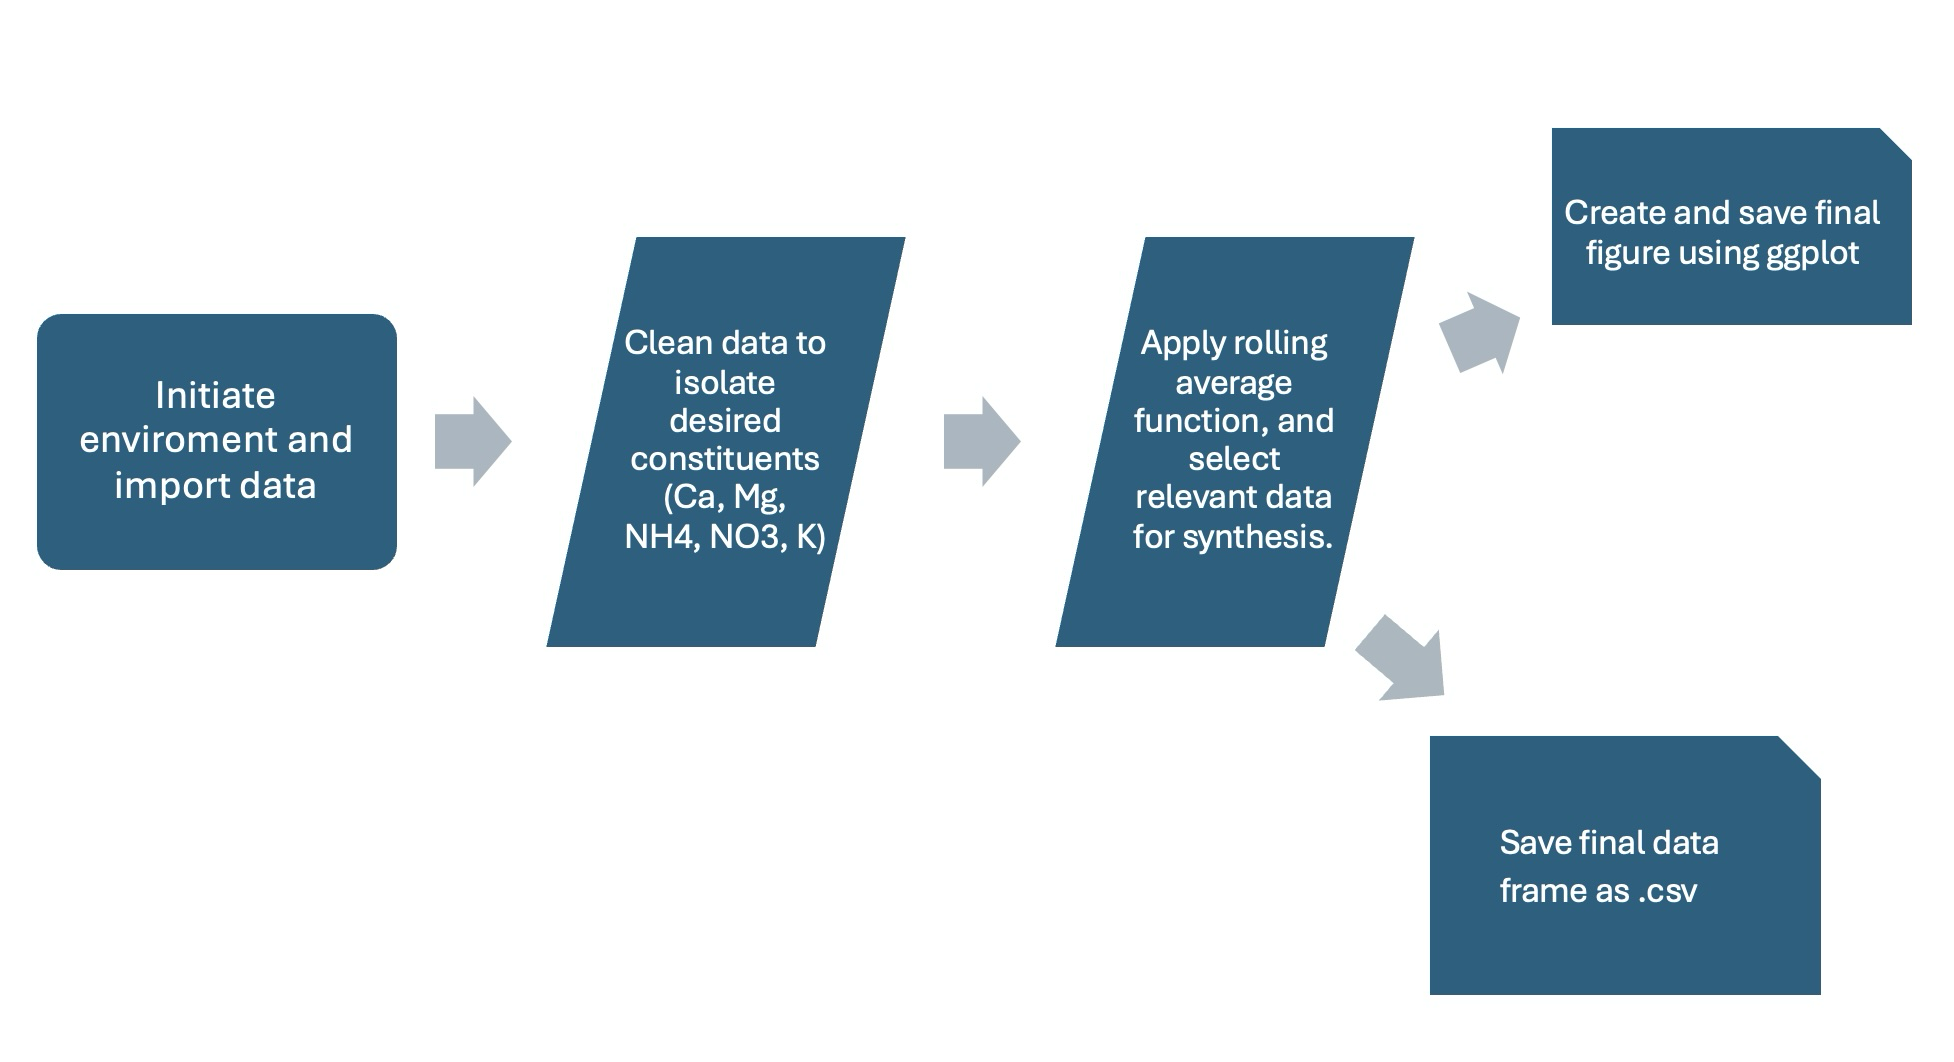 Initiate
enviroment and
import data
Clean data to
isolate
desired
constituents
(Ca, Mg,
NH4, NO3, K)
Apply rolling
average
function, and
select
relevant data
for synthesis.
Create and save final
figure using ggplot
Save final data
frame as .csv